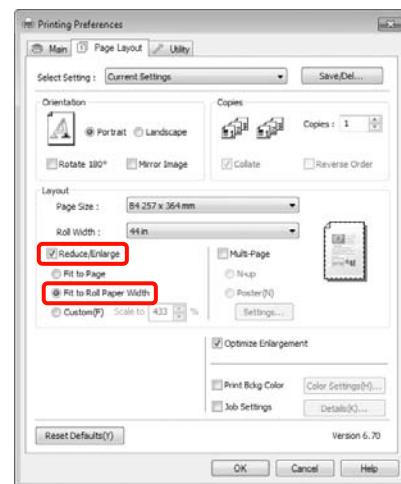 Printing Preferences
Main Page Layout Utility
Select Setting : Current Settings Save/Del...
Orientation Copies
Portrait Landscape Copies : 1
Rotate 180° Mirror Image Collate Reverse Order
Layout
Page Size : B4 257 x 364 mm
Roll Width : 44 in
Reduce/Enlarge Multi-Page
Fit to Page N-up
Fit to Roll Paper Width Poster(N)
Custom(F) Scale to 433 % Settings...
Optimize Enlargement
Print Bckg Color Color Settings(H)...
Job Settings Details(K)...
Reset Defaults(Y) Version 6.70
OK Cancel Help